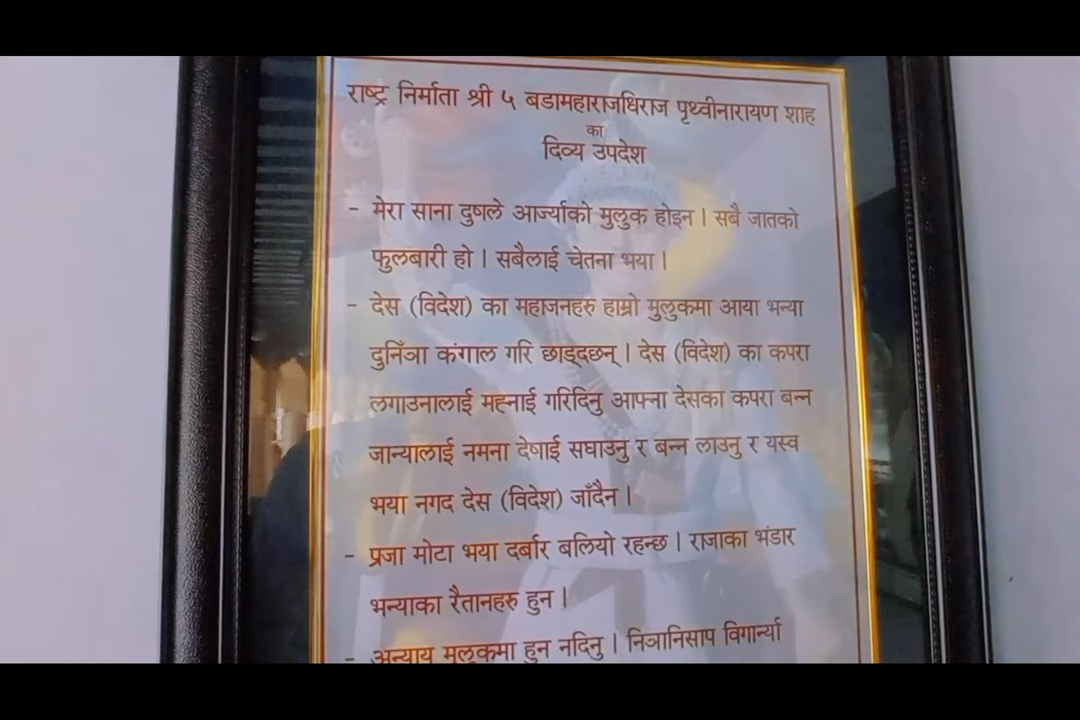 राष्ट्र निर्माता श्री ५ बडामहाराजधिराज पृथ्वीनारायण शाह
का
दिव्य उपदेश
- मेरा साना दुषले आर्ज्याको मुलुक होइन । सबै जातको
फुलबारी हो । सबैलाई चेतना भया ।
- देस (विदेश) का महाजनहरु हाम्रो मुलुकमा आया भन्या
दुनिँञा कंगाल गरि छाड्दछन् । देस (विदेश) का कपरा
लगाउनालाई मह्नाई गरिदिनु आफ्ना देसका कपरा बन्न
जान्यालाई नमना देषाई सघाउनु र बन्न लाउनु र यस्व
भया नगद देस (विदेश) जाँदैन ।
- प्रजा मोटा भया दर्बार बलियो रहन्छ । राजाका भंडार
भन्याका रैतानहरु हुन ।
- अन्याय मुलुकमा हुन नदिनु । निञानिसाप विगार्न्या